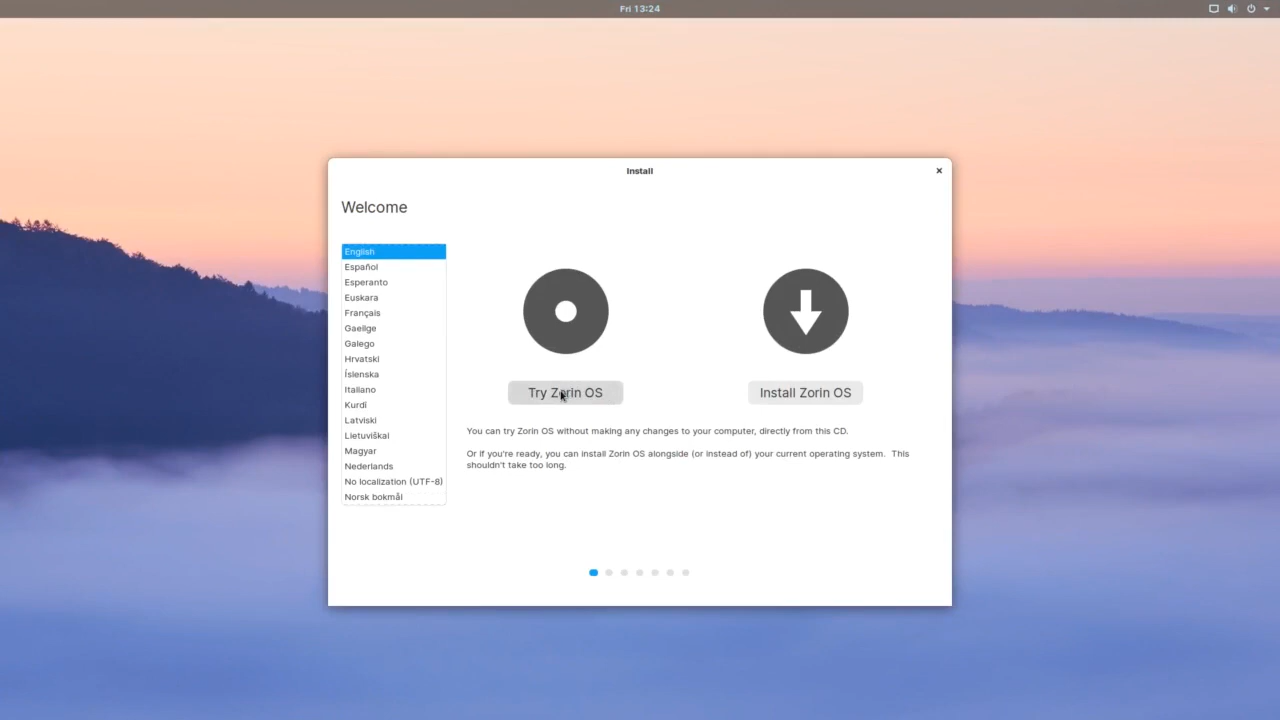 Fri 13:24
Install
Welcome
English
Español
Esperanto
Euskara
Français
Gaeilge
Galego
Hrvatski
Íslenska
Italiano
Kurdî
Latviski
Lietuviškai
Magyar
Nederlands
No localization (UTF-8)
Norsk bokmål
Try Zorin OS
Install Zorin OS
You can try Zorin OS without making any changes to your computer, directly from this CD.
Or if you're ready, you can install Zorin OS alongside (or instead of) your current operating system. This
shouldn't take too long.